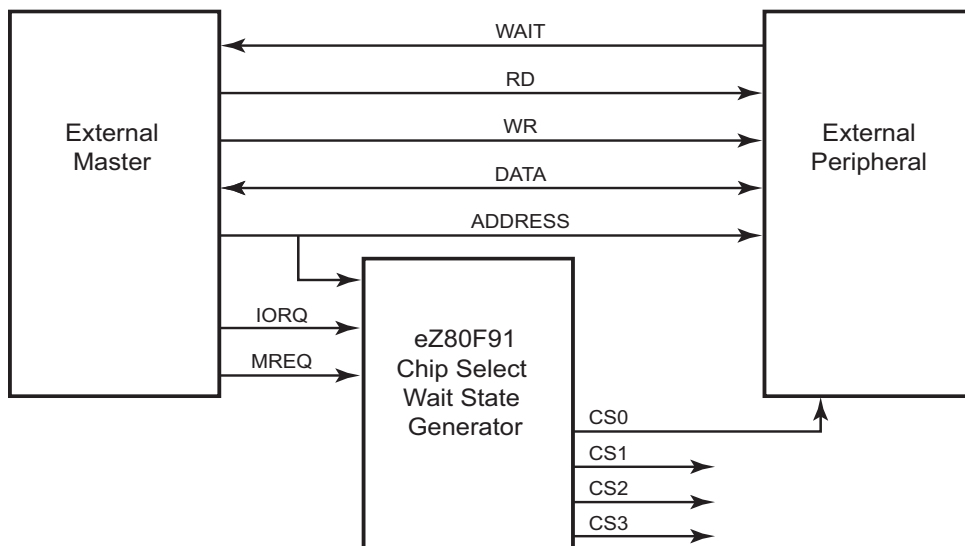 WAIT
RD
WR
DATA
ADDRESS
External
Master
External
Peripheral
IORQ
MREQ
eZ80F91
Chip Select
Wait State
Generator
CS0
CS1
CS2
CS3